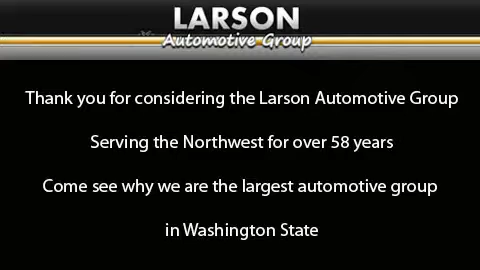 LARSON
Automotive Group
Thank you for considering the Larson Automotive Group
Serving the Northwest for over 58 years
Come see why we are the largest automotive group
in Washington State